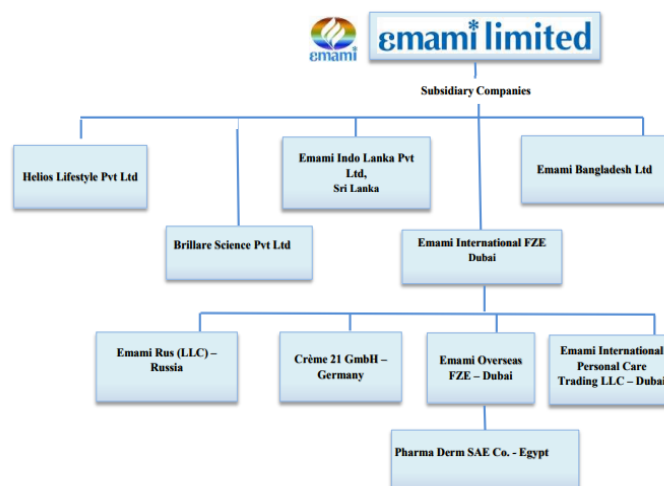 emami*
εmami* limited
Subsidiary Companies
Helios Lifestyle Pvt Ltd
Emami Indo Lanka Pvt
Ltd,
Sri Lanka
Emami Bangladesh Ltd
Brillare Science Pvt Ltd
Emami International FZE
Dubai
Emami Rus (LLC) –
Russia
Crème 21 GmbH –
Germany
Emami Overseas
FZE – Dubai
Emami International
Personal Care
Trading LLC – Dubai
Pharma Derm SAE Co. - Egypt